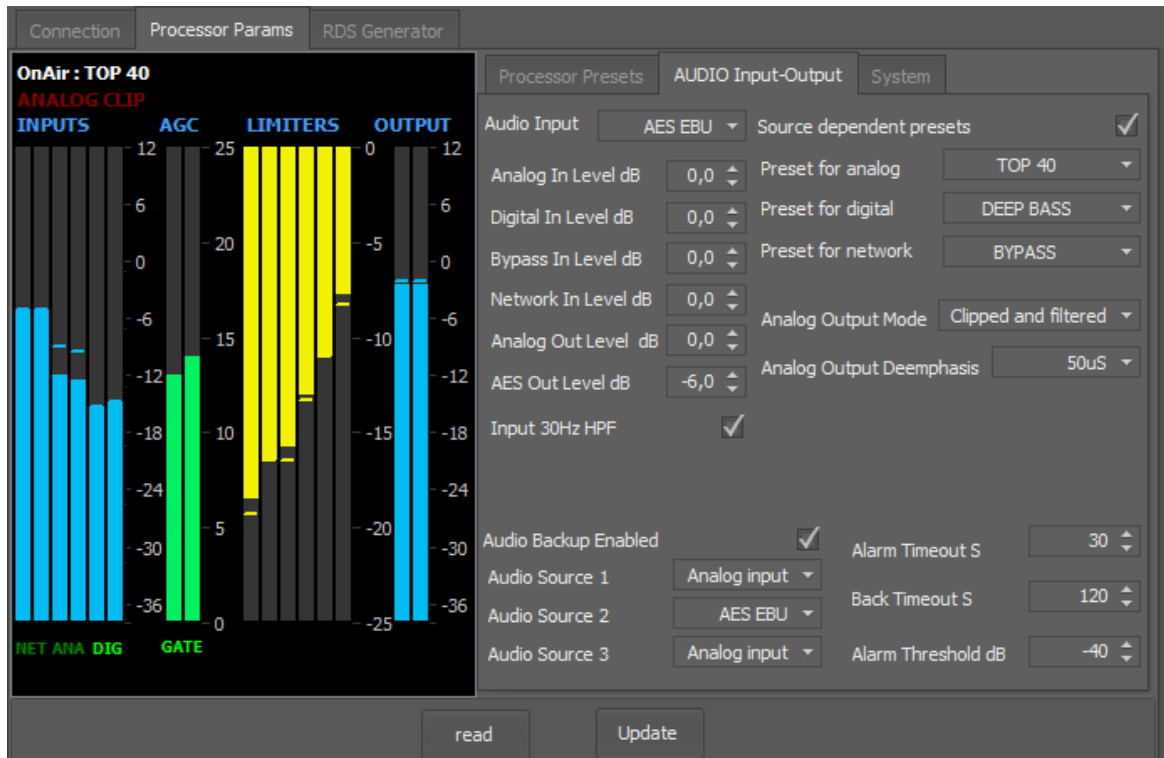 Connection Processor Params RDS Generator
OnAir : TOP 40
ANALOG CLIP
INPUTS AGC LIMITERS OUTPUT
12 25 0 12
6 20 -5 6
0 0
-6 15 -10 -6
-12 -12
-18 10 -15 -18
-24 -24
-30 5 -20 -30
-36 0 -25 -36
NET ANA DIG GATE
Processor Presets AUDIO Input-Output System
Audio Input AES EBU Source dependent presets
Analog In Level dB 0,0 Preset for analog TOP 40
Digital In Level dB 0,0 Preset for digital DEEP BASS
Bypass In Level dB 0,0 Preset for network BYPASS
Network In Level dB 0,0
Analog Output Mode Clipped and filtered
Analog Out Level dB 0,0
Analog Output Deemphasis 50uS
AES Out Level dB -6,0
Input 30Hz HPF
Audio Backup Enabled Alarm Timeout S 30
Audio Source 1 Analog input
Back Timeout S 120
Audio Source 2 AES EBU
Audio Source 3 Analog input Alarm Threshold dB -40
read Update